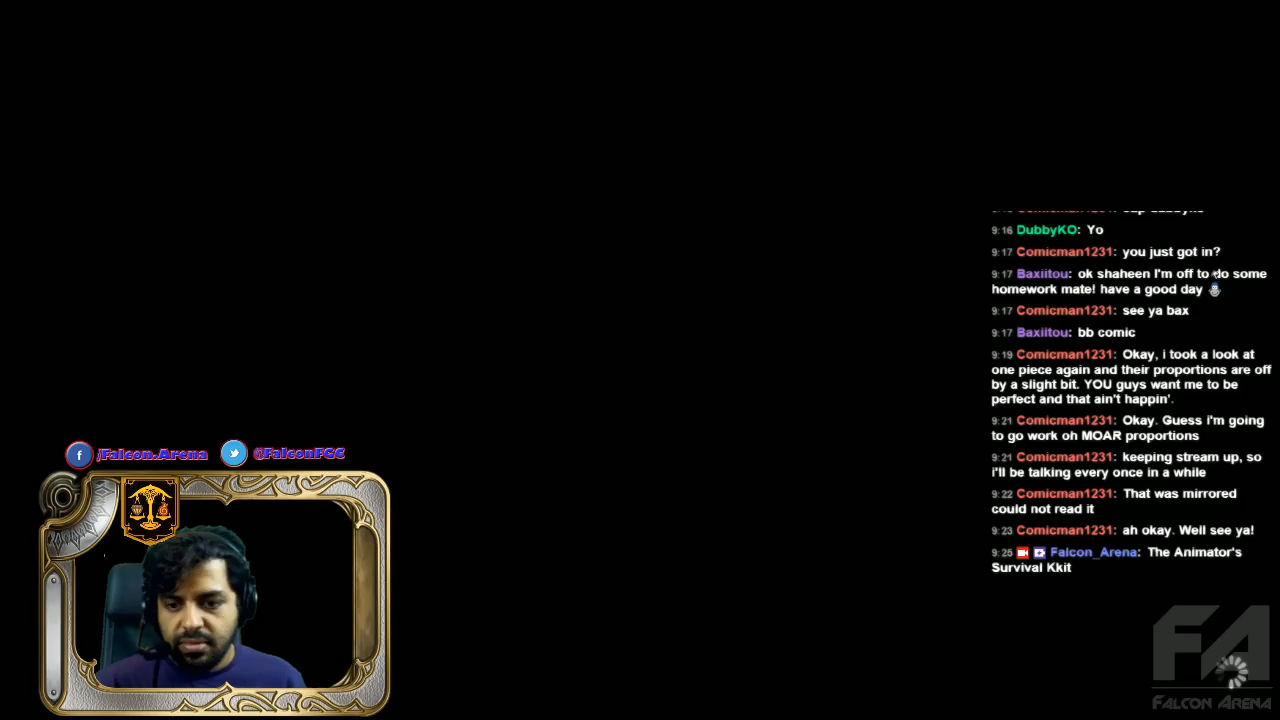 9:16 DubbyKO: Yo
9:17 Comicman1231: you just got in?
9:17 Baxiitou: ok shaheen I'm off to do some
homework mate! have a good day
9:17 Comicman1231: see ya bax
9:17 Baxiitou: bb comic
9:19 Comicman1231: Okay, i took a look at
one piece again and their proportions are off
by a slight bit. YOU guys want me to be
perfect and that ain't happin'.
9:21 Comicman1231: Okay. Guess i'm going
to go work oh MOAR proportions
9:21 Comicman1231: keeping stream up, so
i'll be talking every once in a while
9:22 Comicman1231: That was mirrored
could not read it
9:23 Comicman1231: ah okay. Well see ya!
9:25 Falcon_Arena: The Animator's
Survival Kkit
/Falcon.Arena @FalconFGC
FA
FALCON ARENA